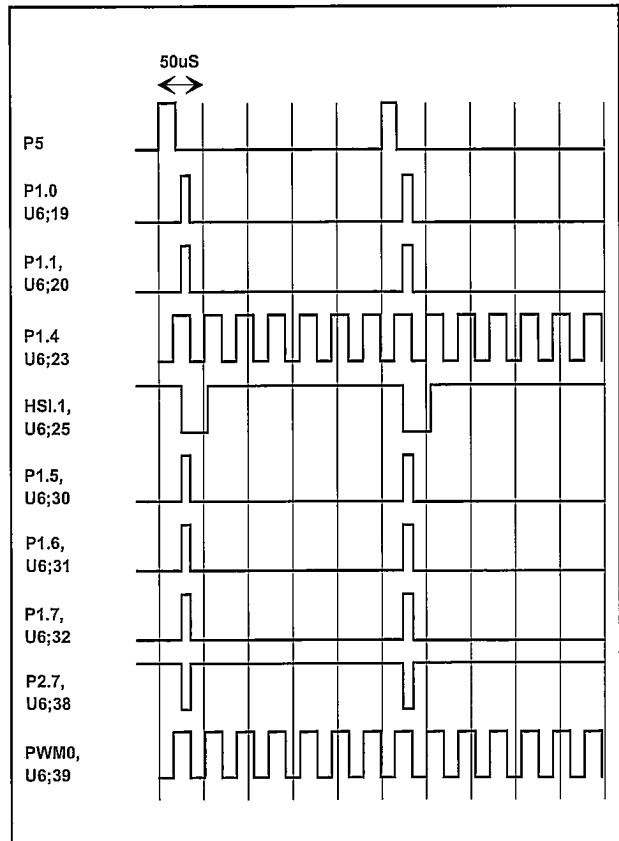 50uS
P5
P1.0
U6;19
P1.1,
U6;20
P1.4
U6;23
HSI.1,
U6;25
P1.5,
U6;30
P1.6,
U6;31
P1.7,
U6;32
P2.7,
U6;38
PWM0,
U6;39